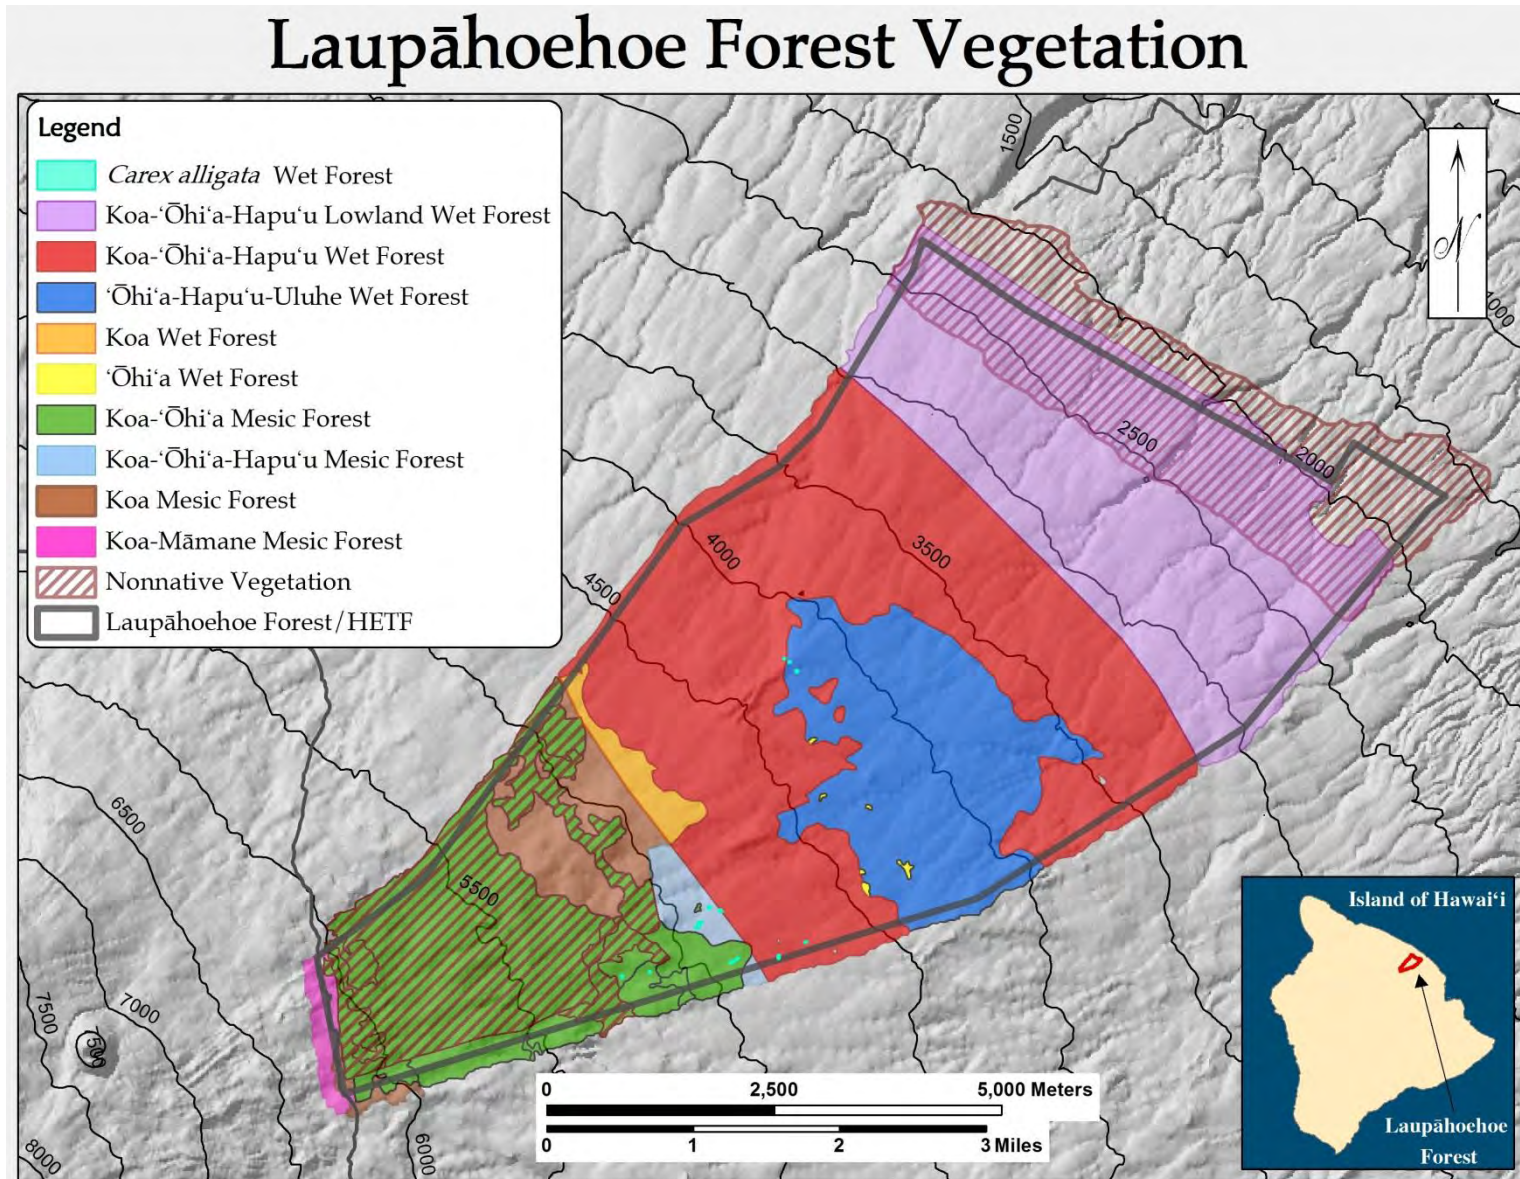 Laupāhoehoe Forest Vegetation
Legend
Carex alligata Wet Forest
Koa-ʻŌhiʻa-Hapuʻu Lowland Wet Forest
Koa-ʻŌhiʻa-Hapuʻu Wet Forest
ʻŌhiʻa-Hapuʻu-Uluhe Wet Forest
Koa Wet Forest
ʻŌhiʻa Wet Forest
Koa-ʻŌhiʻa Mesic Forest
Koa-ʻŌhiʻa-Hapuʻu Mesic Forest
Koa Mesic Forest
Koa-Māmane Mesic Forest
Nonnative Vegetation
Laupāhoehoe Forest/HETF
1500
N
1000
2500
2000
3500
4000
4500
5500
6500
7000
7500
7500
8000
6000
0 2,500 5,000 Meters
0 1 2 3 Miles
Island of Hawaiʻi
Laupāhoehoe
Forest